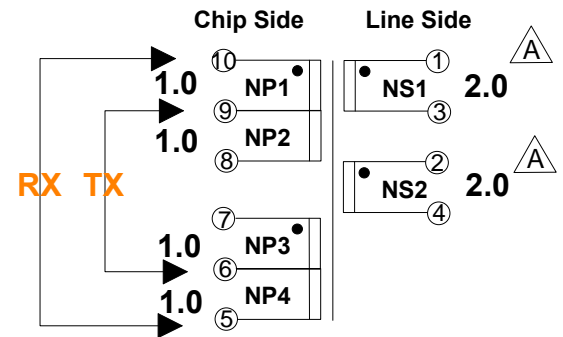 Chip Side Line Side
10 1 A
1.0 NP1 NS1 2.0
9 3
1.0 NP2
8 2 A
RX TX NS2 2.0
7 4
1.0 NP3
6
1.0 NP4
5